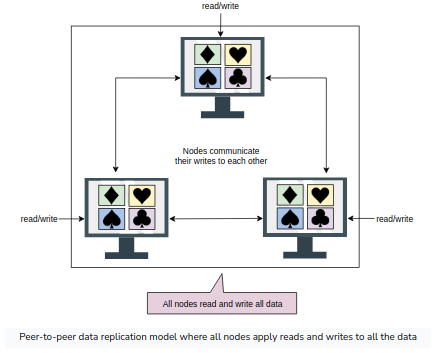 read/write
Nodes communicate
their writes to each other
read/write
read/write
All nodes read and write all data
Peer-to-peer data replication model where all nodes apply reads and writes to all the data